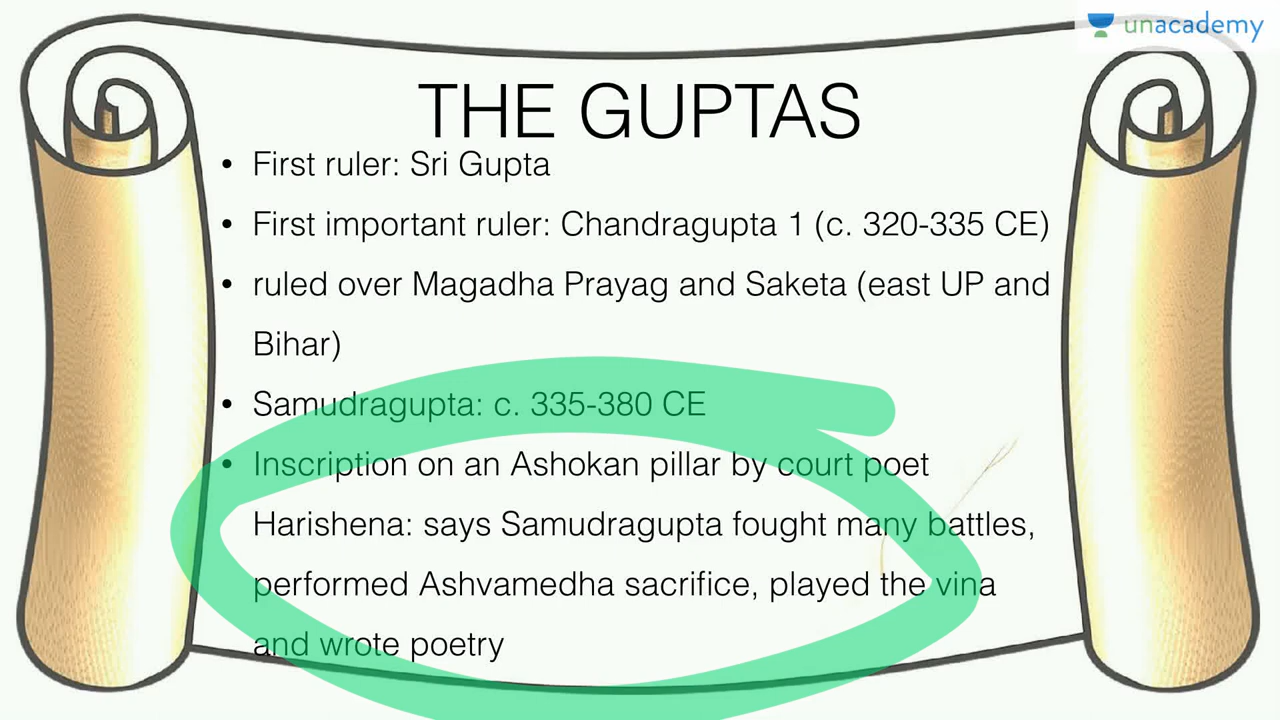 unacademy
THE GUPTAS
• First ruler: Sri Gupta
• First important ruler: Chandragupta 1 (c. 320-335 CE)
• ruled over Magadha Prayag and Saketa (east UP and
Bihar)
• Samudragupta: c. 335-380 CE
• Inscription on an Ashokan pillar by court poet
Harishena: says Samudragupta fought many battles,
performed Ashvamedha sacrifice, played the vina
and wrote poetry